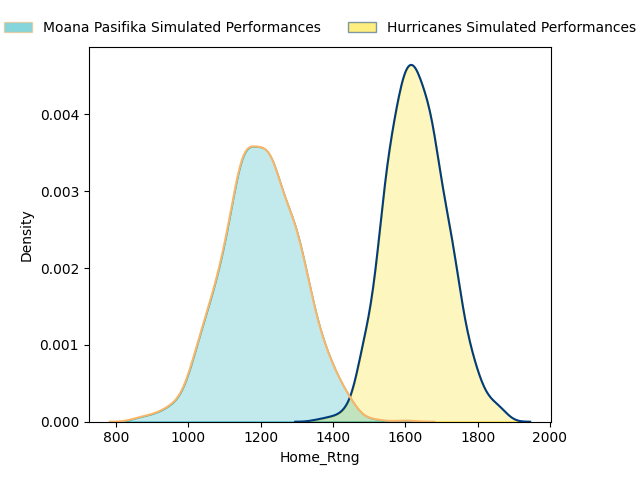 Moana Pasifika Simulated Performances Hurricanes Simulated Performances
0.004
0.003
0.002
0.001
0.000
Density
800 1000 1200 1400 1600 1800 2000
Home_Rtng